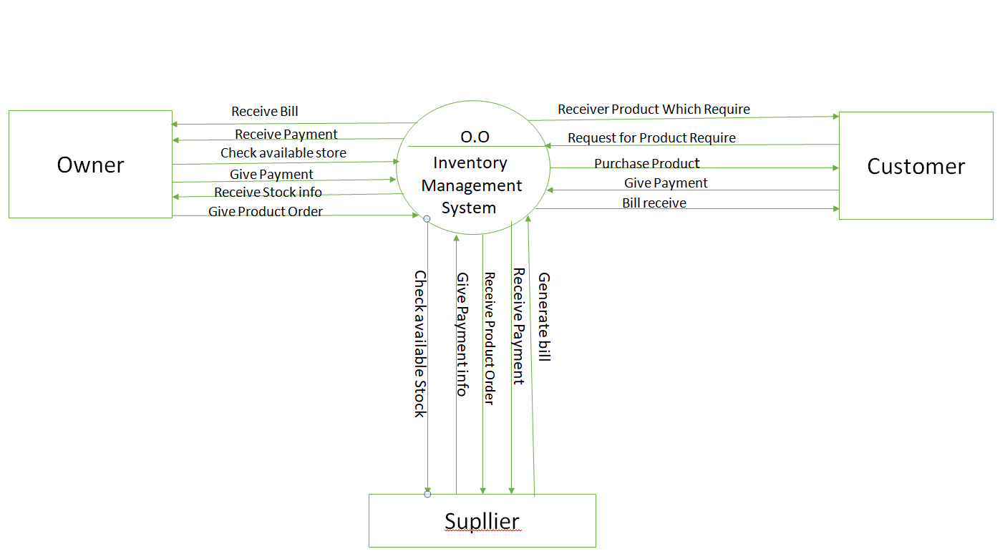 Receive Bill
Receive Payment
Check available store
Give Payment
Receive Stock info
Give Product Order
Owner
O.O
Inventory
Management
System
Receiver Product Which Require
Request for Product Require
Purchase Product
Give Payment
Bill receive
Customer
Check available Stock
Give Payment info
Receive Product Order
Receive Payment
Generate bill
Supllier